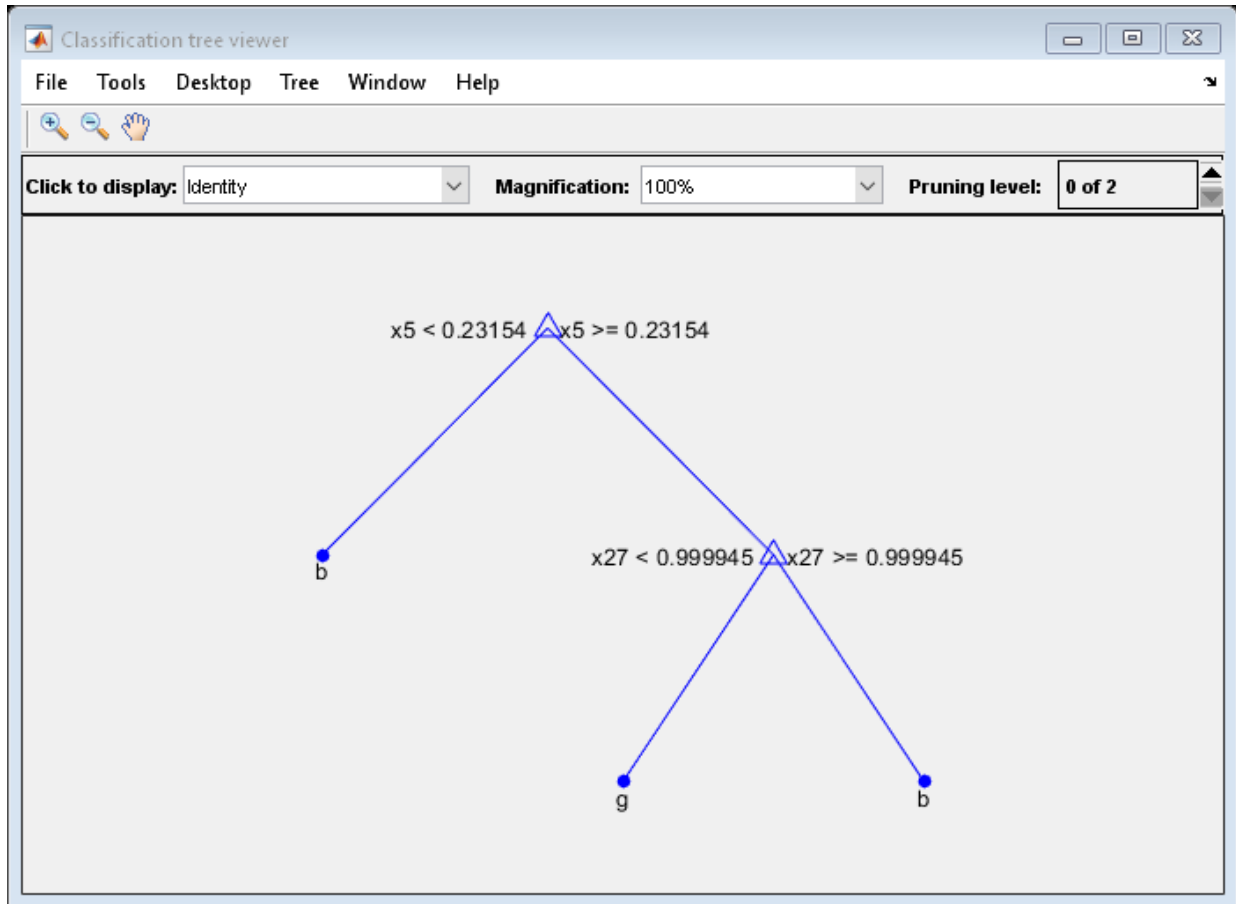 Classification tree viewer
File Tools Desktop Tree Window Help
Click to display: Identity Magnification: 100% Pruning level: 0 of 2
x5 < 0.23154 x5 >= 0.23154
b x27 < 0.999945 x27 >= 0.999945
g b